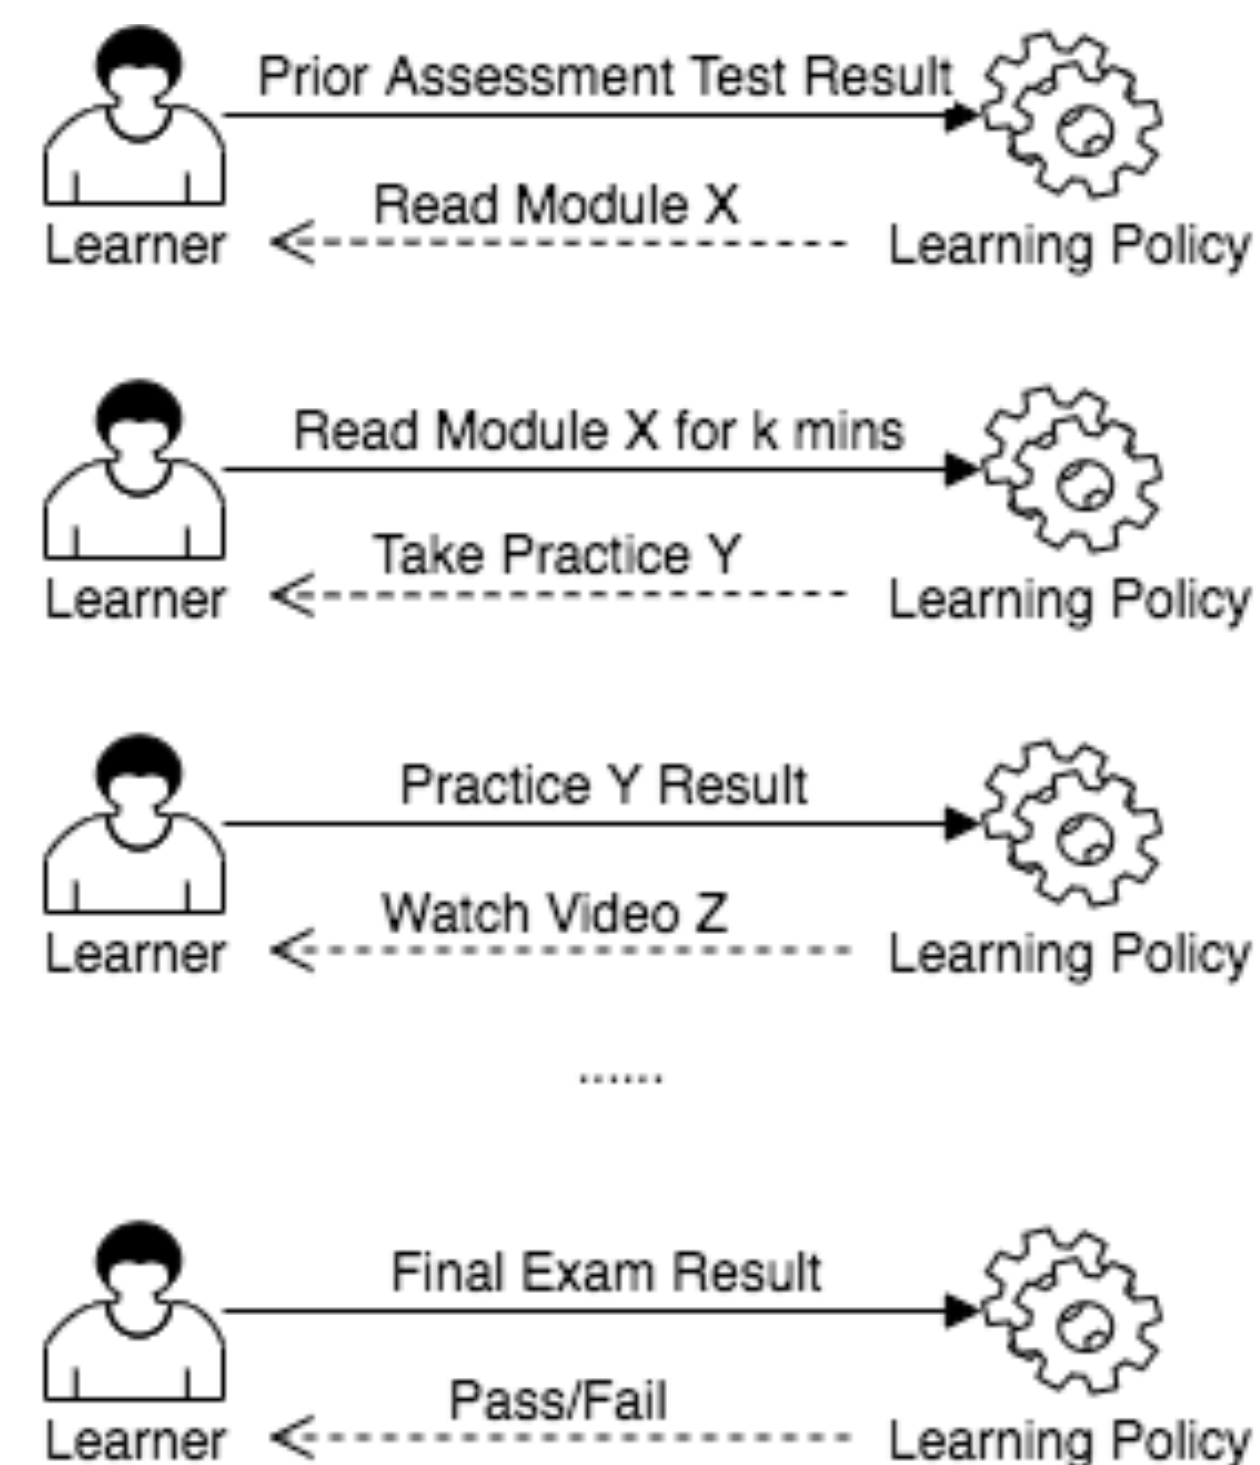 Prior Assessment Test Result
Read Module X
Learner
Learning Policy
Read Module X for k mins
Take Practice Y
Learner
Learning Policy
Practice Y Result
Watch Video Z
Learner
Learning Policy
......
Final Exam Result
Pass/Fail
Learner
Learning Policy